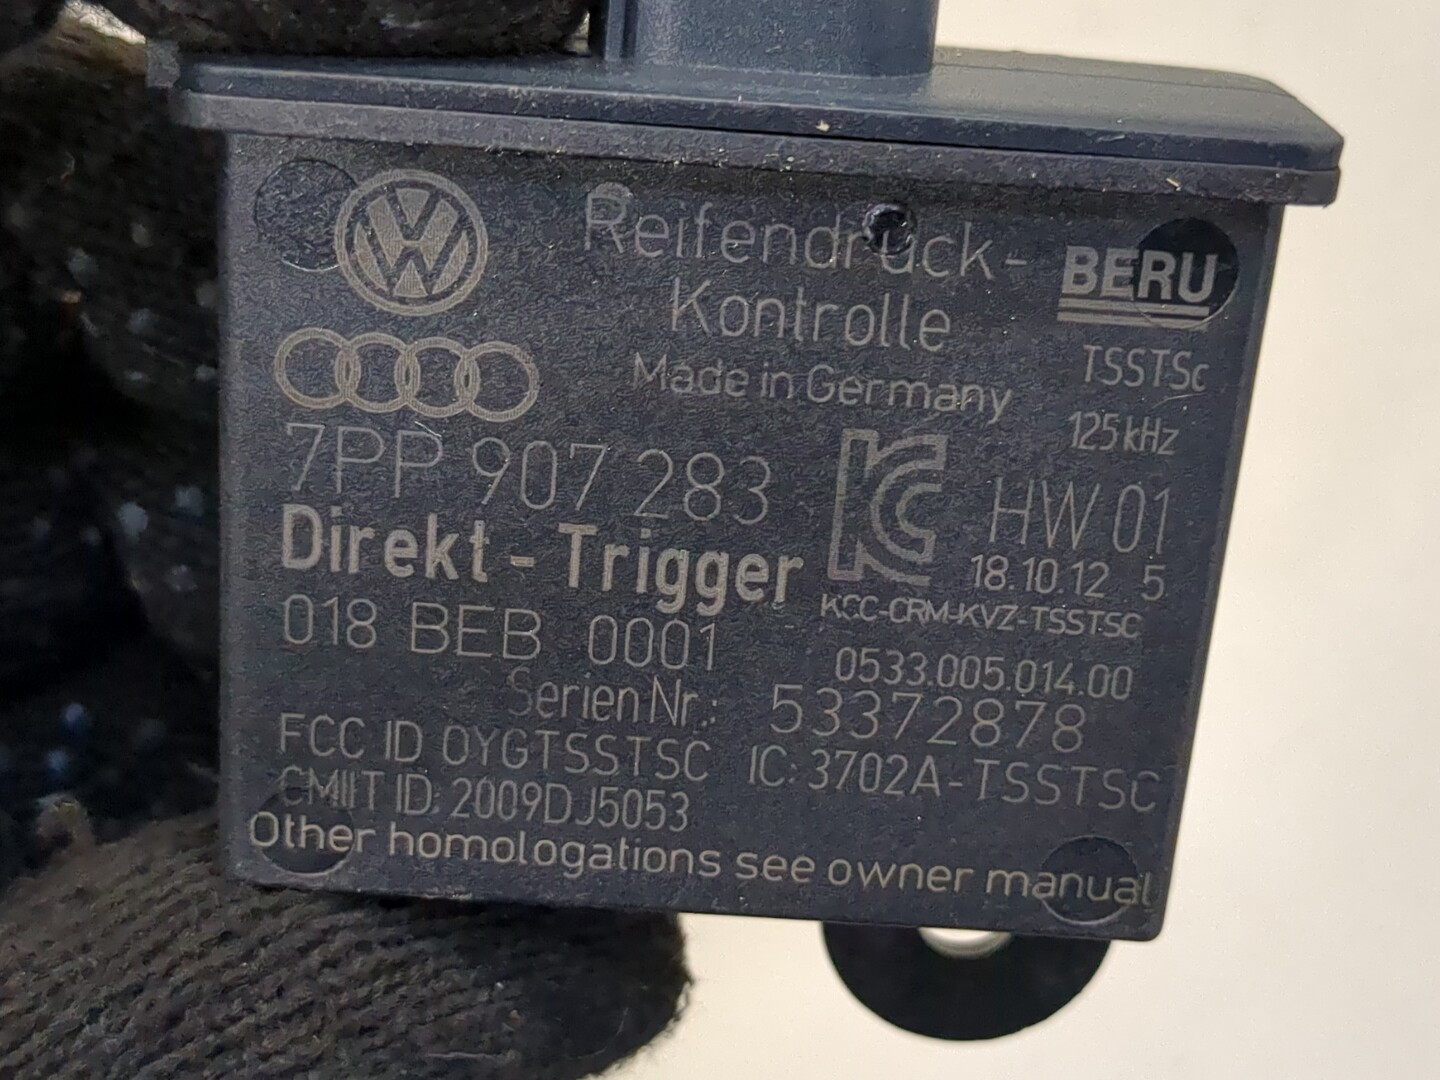 Reifendruck-
Kontrolle
BERU
Made in Germany
TSSTSc
125kHz
7PP 907 283
HW 01
Direkt - Trigger
18.10.12 5
KCC-CRM-KVZ-TSSTSC
018 BEB 0001
0533.005.014.00
Serien Nr.: 53372878
FCC ID OYGTSSTSC IC: 3702A-TSSTSC
CMIIT ID: 2009DJ5053
Other homologations see owner manual